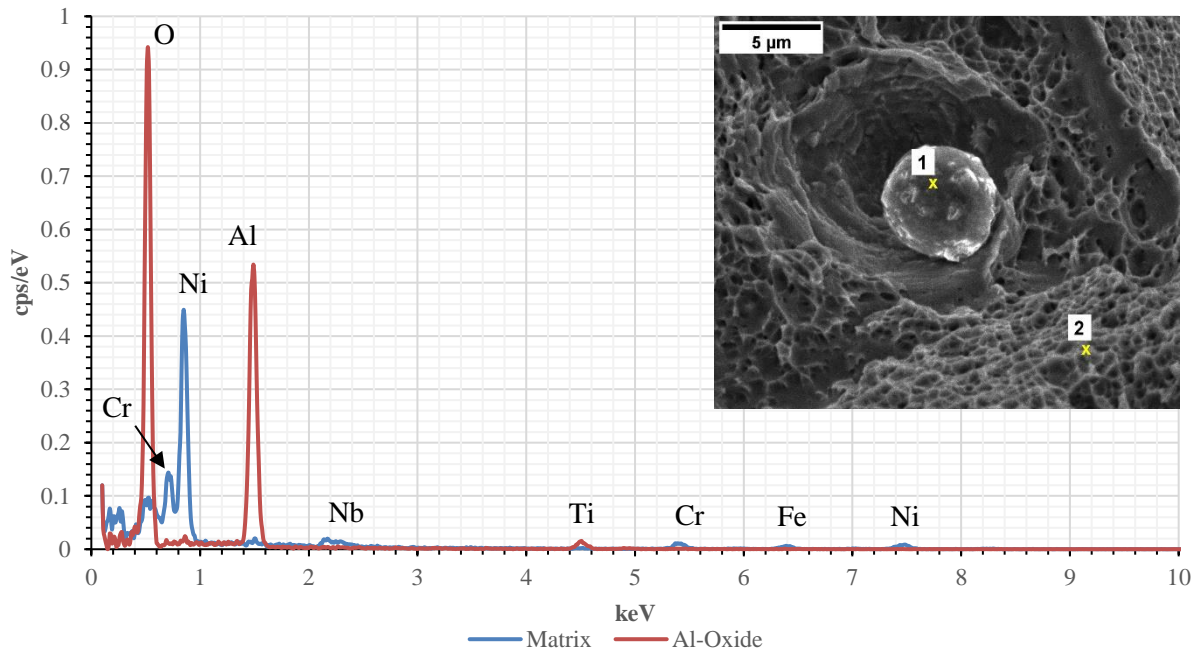 1
0.9
0.8
0.7
0.6
0.5
0.4
0.3
0.2
0.1
0
cps/eV
O
Ni
Al
Cr
Nb
Ti
Cr
Fe
Ni
5 µm
1
x
2
x
0 1 2 3 4 5 6 7 8 9 10
keV
Matrix Al-Oxide